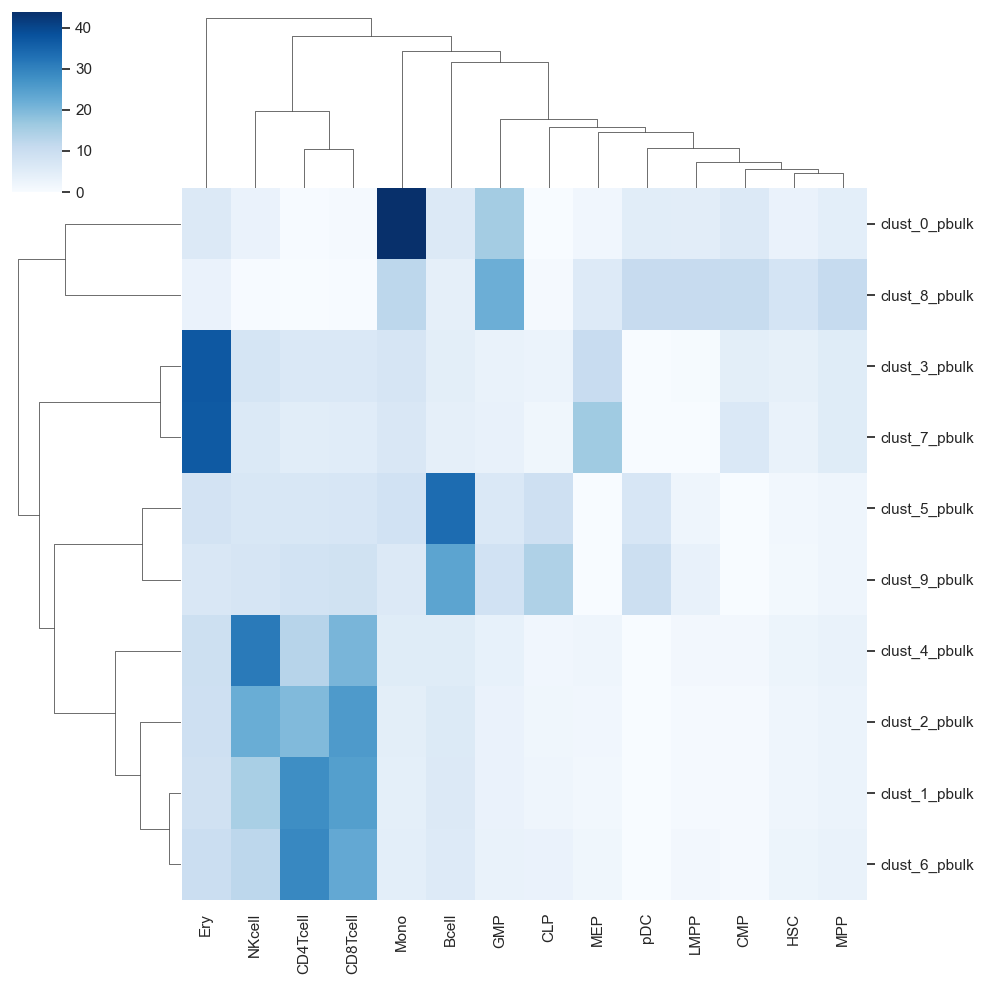 40
30
20
10
0
clust_0_pbulk
clust_8_pbulk
clust_3_pbulk
clust_7_pbulk
clust_5_pbulk
clust_9_pbulk
clust_4_pbulk
clust_2_pbulk
clust_1_pbulk
clust_6_pbulk
Ery
NKcell
CD4Tcell
CD8Tcell
Mono
Bcell
GMP
CLP
MEP
pDC
LMPP
CMP
HSC
MPP